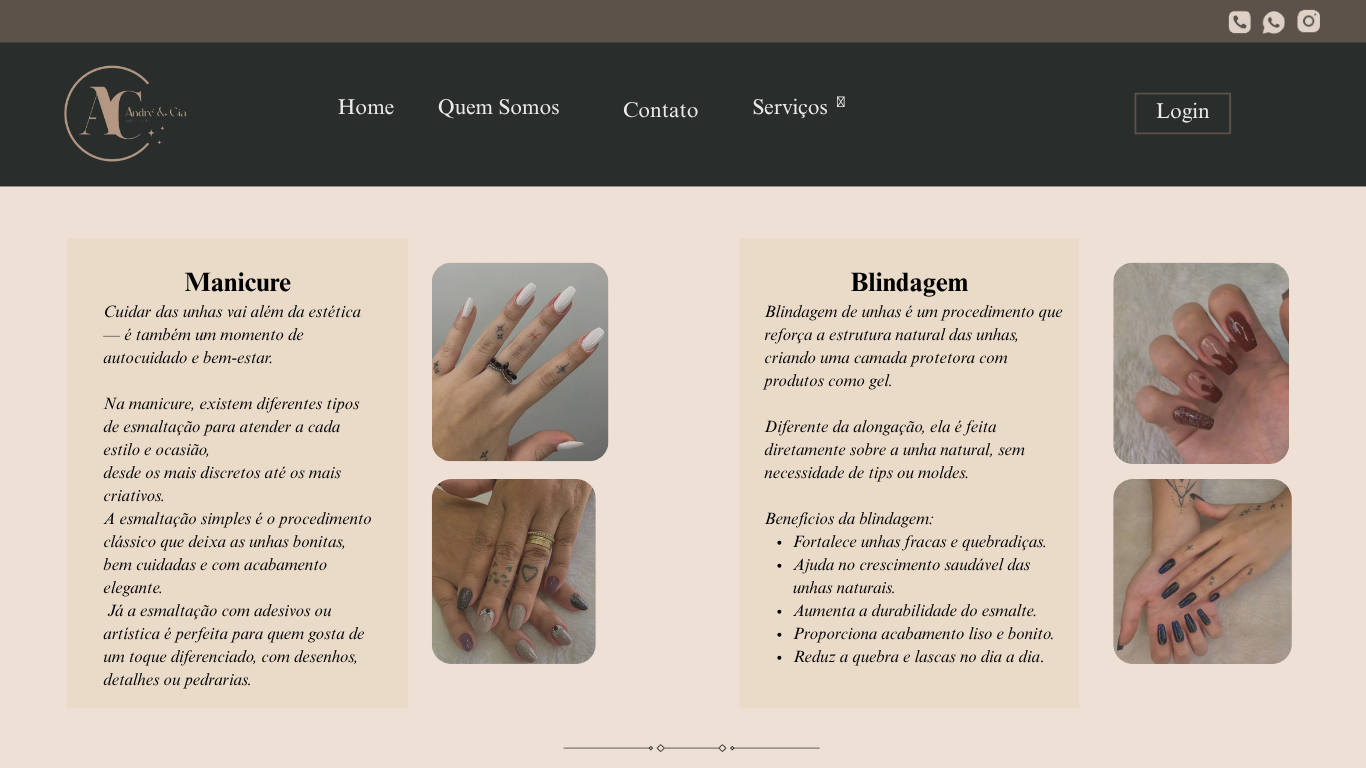 AC
André & Cia
Home
Quem Somos
Contato
Serviços
Login
Manicure
Cuidar das unhas vai além da estética
— é também um momento de
autocuidado e bem-estar.
Na manicure, existem diferentes tipos
de esmaltação para atender a cada
estilo e ocasião,
desde os mais discretos até os mais
criativos.
A esmaltação simples é o procedimento
clássico que deixa as unhas bonitas,
bem cuidadas e com acabamento
elegante.
Já a esmaltação com adesivos ou
artística é perfeita para quem gosta de
um toque diferenciado, com desenhos,
detalhes ou pedrarias.
Blindagem
Blindagem de unhas é um procedimento que
reforça a estrutura natural das unhas,
criando uma camada protetora com
produtos como gel.
Diferente da alongação, ela é feita
diretamente sobre a unha natural, sem
necessidade de tips ou moldes.
Benefícios da blindagem:
• Fortalece unhas fracas e quebradiças.
• Ajuda no crescimento saudável das
unhas naturais.
• Aumenta a durabilidade do esmalte.
• Proporciona acabamento liso e bonito.
• Reduz a quebra e lascas no dia a dia.